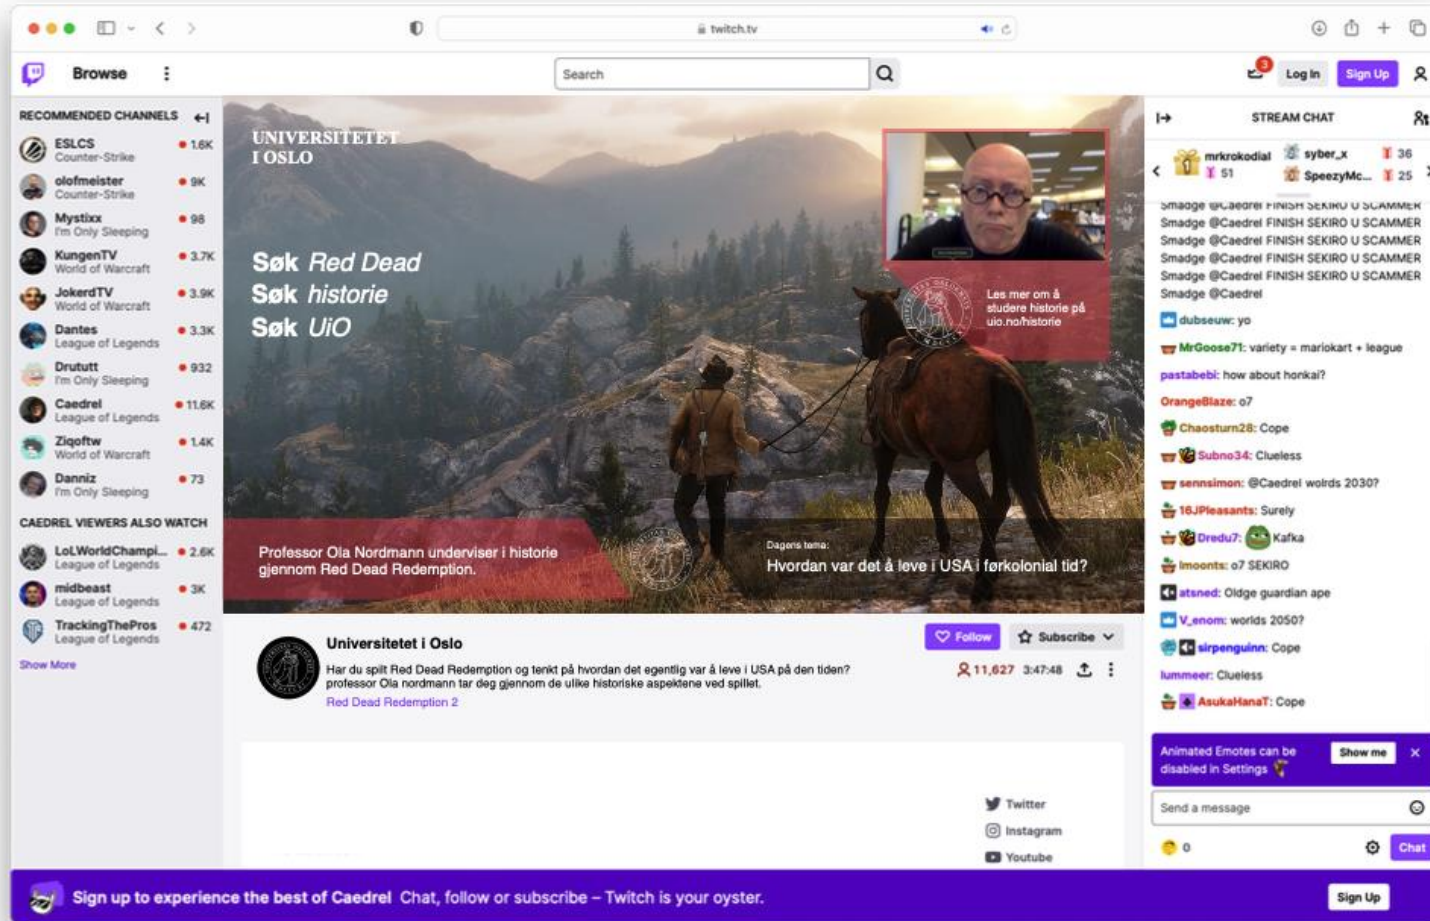 twitch.tv
Browse
Search
3
Log In
Sign Up
RECOMMENDED CHANNELS
ESLCS
1.6K
Counter-Strike
olofmeister
9K
Counter-Strike
Mystixx
98
I'm Only Sleeping
KungenTV
3.7K
World of Warcraft
JokerdTV
3.9K
World of Warcraft
Dantes
3.3K
League of Legends
Drututt
932
I'm Only Sleeping
Caedrel
11.6K
League of Legends
Ziqoftw
1.4K
World of Warcraft
Danniz
73
I'm Only Sleeping
CAEDREL VIEWERS ALSO WATCH
LoLWorldChampi...
2.6K
League of Legends
midbeast
3K
League of Legends
TrackingThePros
472
League of Legends
Show More
UNIVERSITETET
I OSLO
Søk Red Dead
Søk historie
Søk UiO
Les mer om å
studere historie på
uio.no/historie
Professor Ola Nordmann underviser i historie
gjennom Red Dead Redemption.
Dagens tema:
Hvordan var det å leve i USA i førkolonial tid?
Universitetet i Oslo
Follow
Subscribe
Har du spilt Red Dead Redemption og tenkt på hvordan det egentlig var å leve i USA på den tiden?
professor Ola nordmann tar deg gjennom de ulike historiske aspektene ved spillet.
11,627 3:47:48
Red Dead Redemption 2
Twitter
Instagram
Youtube
STREAM CHAT
1
mrkrokodial
51
syber_x
36
SpeezyMc...
25
Smadge @Caedrel FINISH SEKIRO U SCAMMER
Smadge @Caedrel FINISH SEKIRO U SCAMMER
Smadge @Caedrel FINISH SEKIRO U SCAMMER
Smadge @Caedrel FINISH SEKIRO U SCAMMER
Smadge @Caedrel FINISH SEKIRO U SCAMMER
Smadge @Caedrel
dubseuw: yo
MrGoose71: variety = mariokart + league
pastabebi: how about honkai?
OrangeBlaze: o7
Chaosturn28: Cope
Subno34: Clueless
sennsimon: @Caedrel wolrds 2030?
16JPleasants: Surely
Dredu7: Kafka
lmoonts: o7 SEKIRO
atsned: Oldge guardian ape
V_enom: worlds 2050?
sirpenguinn: Cope
lummeer: Clueless
AsukaHanaT: Cope
Animated Emotes can be
disabled in Settings
Show me
Send a message
0
Chat
Sign up to experience the best of Caedrel Chat, follow or subscribe – Twitch is your oyster.
Sign Up